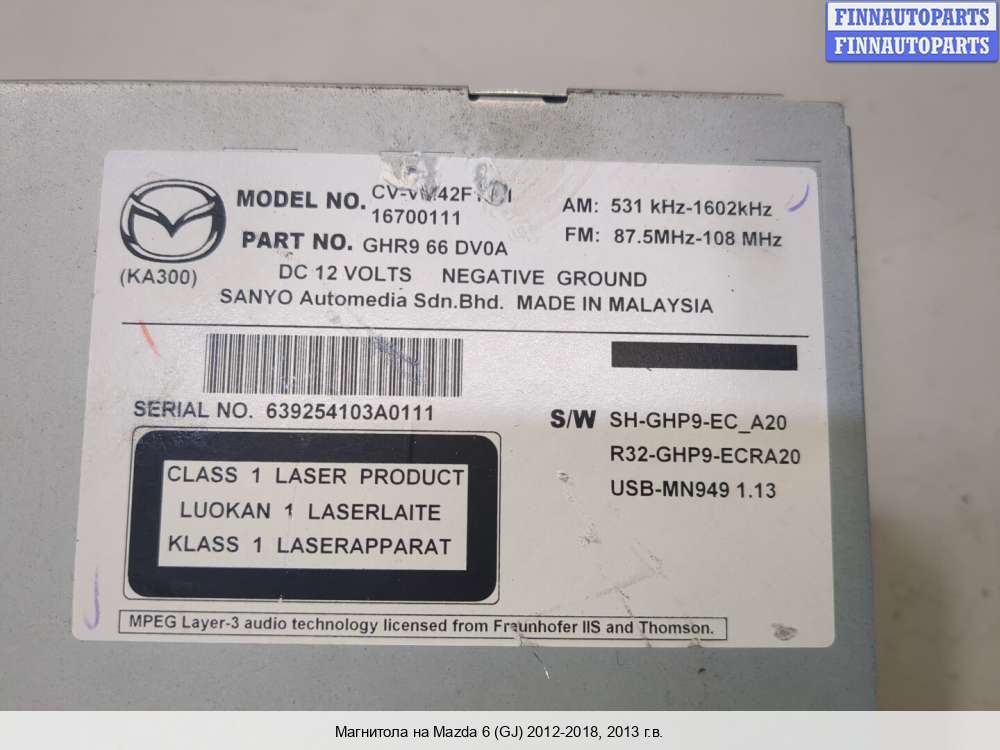 FINNAUTOPARTS
FINNAUTOPARTS
MODEL NO.
16700111
AM: 531 kHz-1602kHz
PART NO. GHR9 66 DV0A
FM: 87.5MHz-108 MHz
(KA300)
DC 12 VOLTS NEGATIVE GROUND
SANYO Automedia Sdn.Bhd. MADE IN MALAYSIA
SERIAL NO. 639254103A0111
S/W SH-GHP9-EC_A20
R32-GHP9-ECRA20
USB-MN949 1.13
CLASS 1 LASER PRODUCT
LUOKAN 1 LASERLAITE
KLASS 1 LASERAPPARAT
MPEG Layer-3 audio technology licensed from Fraunhofer IIS and Thomson.
Магнитола на Mazda 6 (GJ) 2012-2018, 2013 г.в.